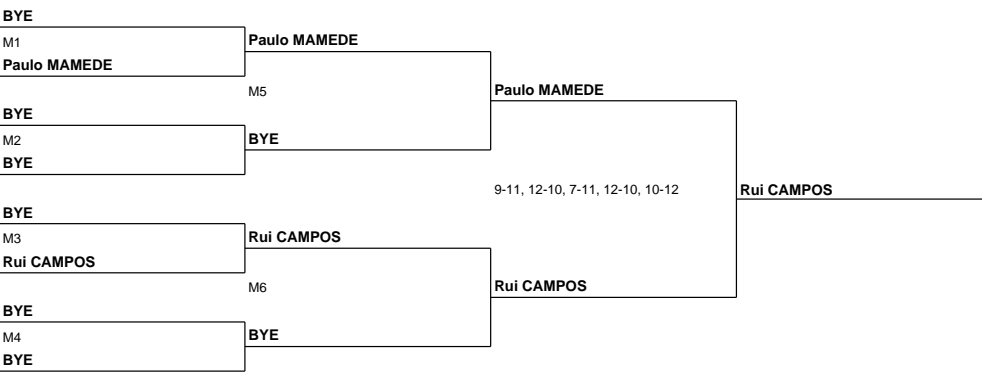 BYE
M1
Paulo MAMEDE
Paulo MAMEDE
M5
BYE
M2
BYE
BYE
Paulo MAMEDE
9-11, 12-10, 7-11, 12-10, 10-12
Rui CAMPOS
BYE
M3
Rui CAMPOS
Rui CAMPOS
M6
Rui CAMPOS
BYE
M4
BYE
BYE